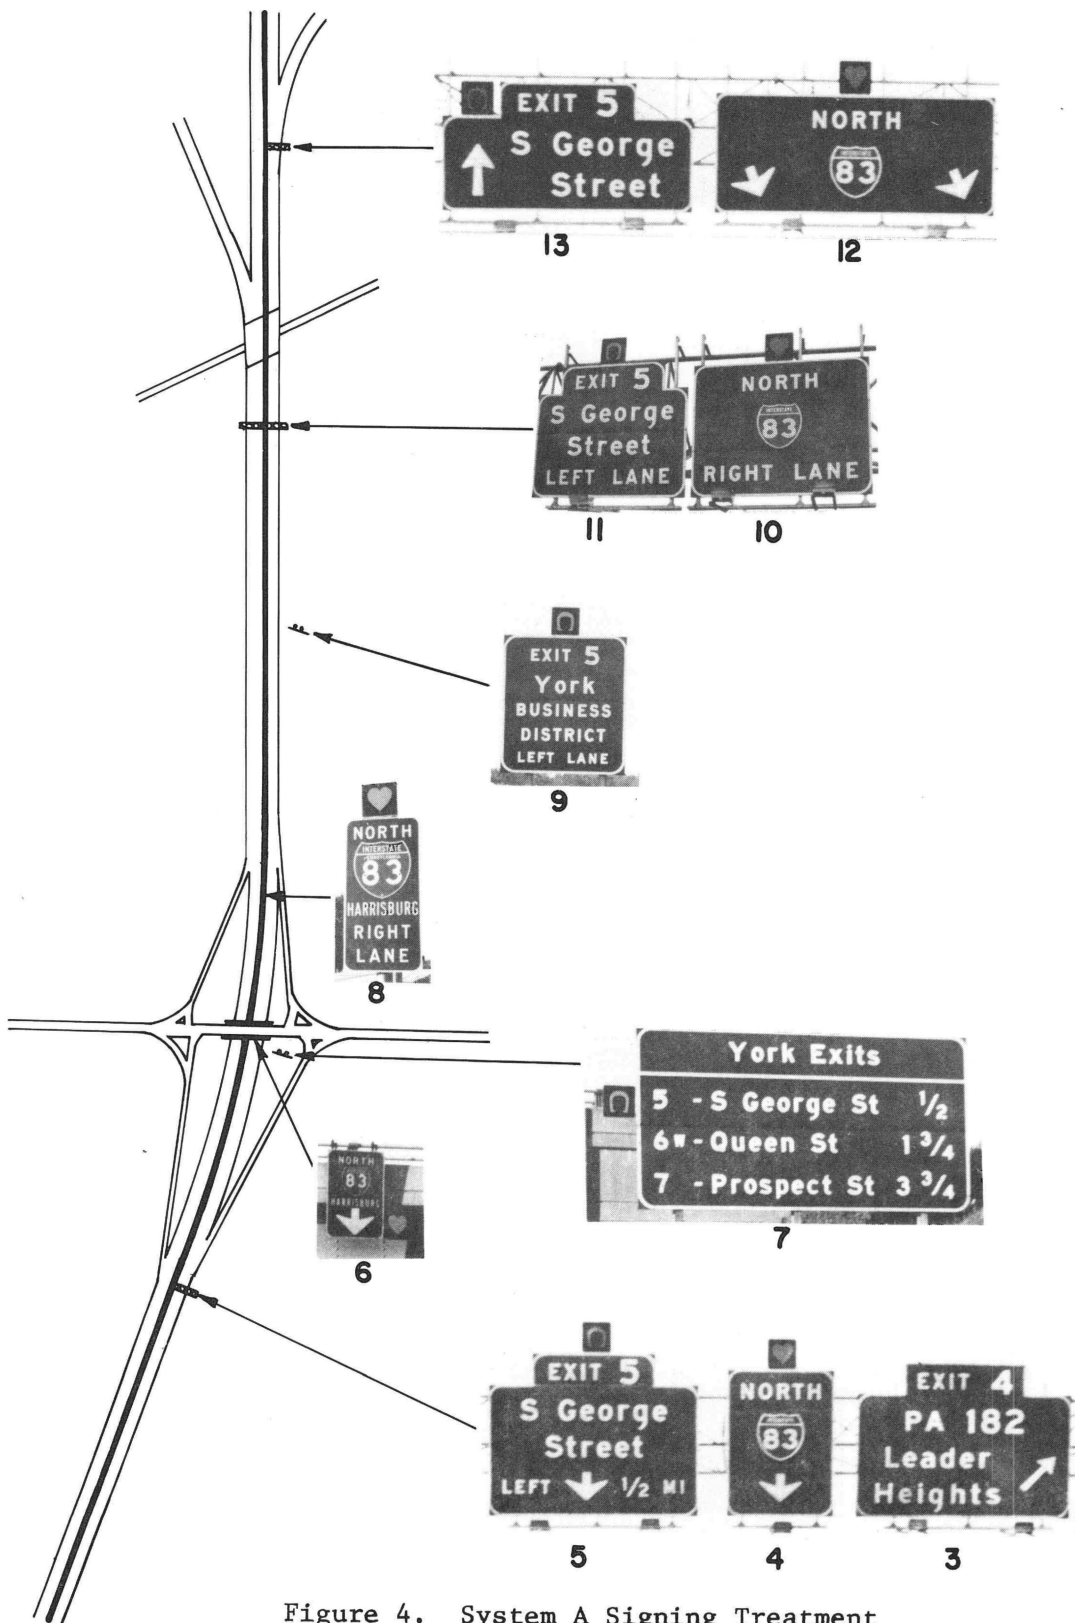 EXIT 5
S George
Street
13
NORTH
INTERSTATE
83
12
EXIT 5
S George
Street
LEFT LANE
11
NORTH
INTERSTATE
83
RIGHT LANE
10
EXIT 5
York
BUSINESS
DISTRICT
LEFT LANE
9
NORTH
INTERSTATE
83
HARRISBURG
RIGHT
LANE
8
York Exits
5 - S George St 1/2
6W - Queen St 1 3/4
7 - Prospect St 3 3/4
7
NORTH
83
HARRISBURG
6
EXIT 5
S George
Street
LEFT 1/2 MI
5
NORTH
83
4
EXIT 4
PA 182
Leader
Heights
3
Figure 4. System A Signing Treatment